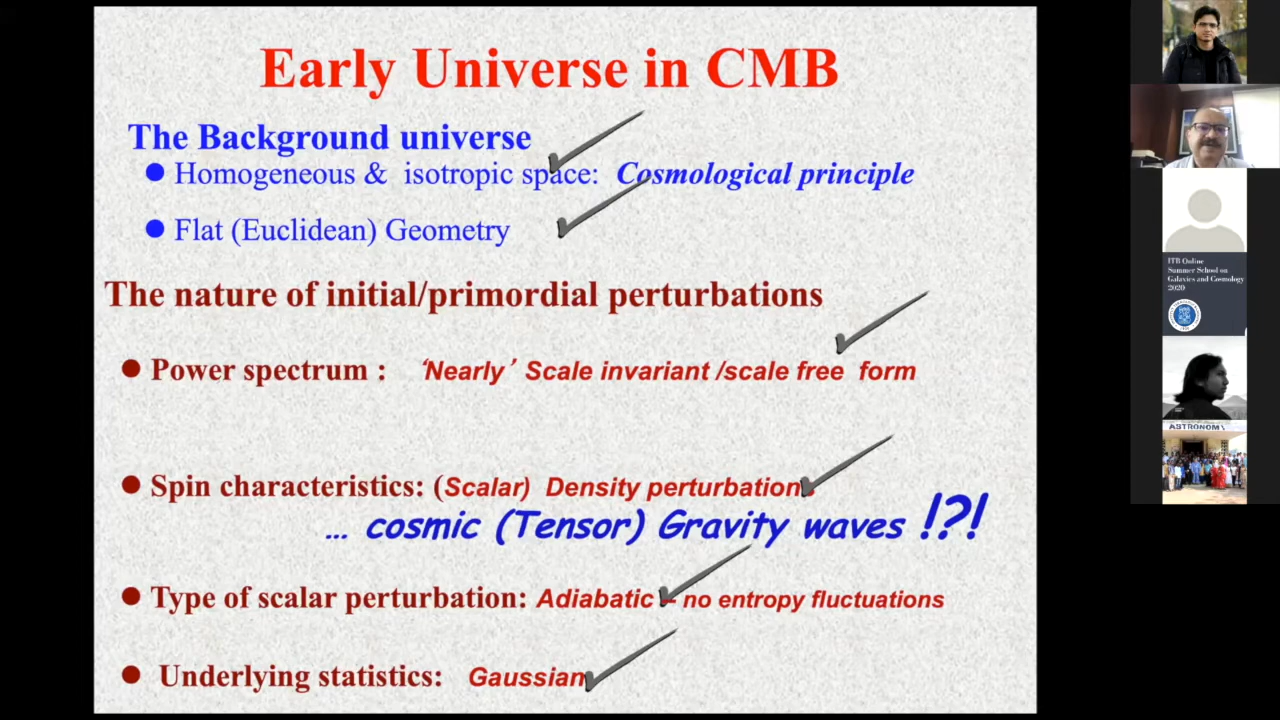 Early Universe in CMB
The Background universe
Homogeneous & isotropic space: Cosmological principle
Flat (Euclidean) Geometry
The nature of initial/primordial perturbations
Power spectrum : ‘Nearly’ Scale invariant /scale free form
Spin characteristics: (Scalar) Density perturbation
... cosmic (Tensor) Gravity waves !?!
Type of scalar perturbation: Adiabatic – no entropy fluctuations
Underlying statistics: Gaussian
ITB Online
Summer School on
Galaxies and Cosmology
2020
ASTRONOMY